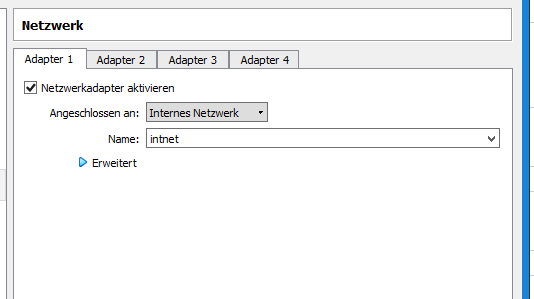 Netzwerk
Adapter 1 Adapter 2 Adapter 3 Adapter 4
Netzwerkadapter aktivieren
Angeschlossen an: Internes Netzwerk
Name: intnet
Erweitert